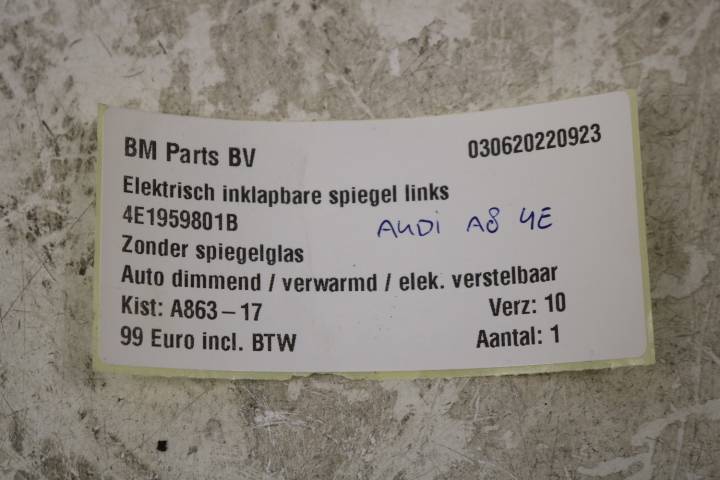 BM Parts BV 030620220923
Elektrisch inklapbare spiegel links
4E1959801B AUDI A8 4E
Zonder spiegelglas
Auto dimmend / verwarmd / elek. verstelbaar
Kist: A863-17 Verz: 10
99 Euro incl. BTW Aantal: 1